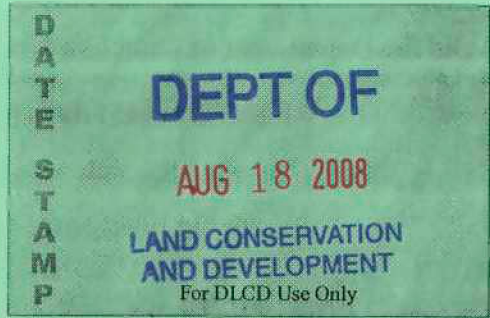 DATE STAMP
DEPT OF
AUG 18 2008
LAND CONSERVATION
AND DEVELOPMENT
For DLCD Use Only